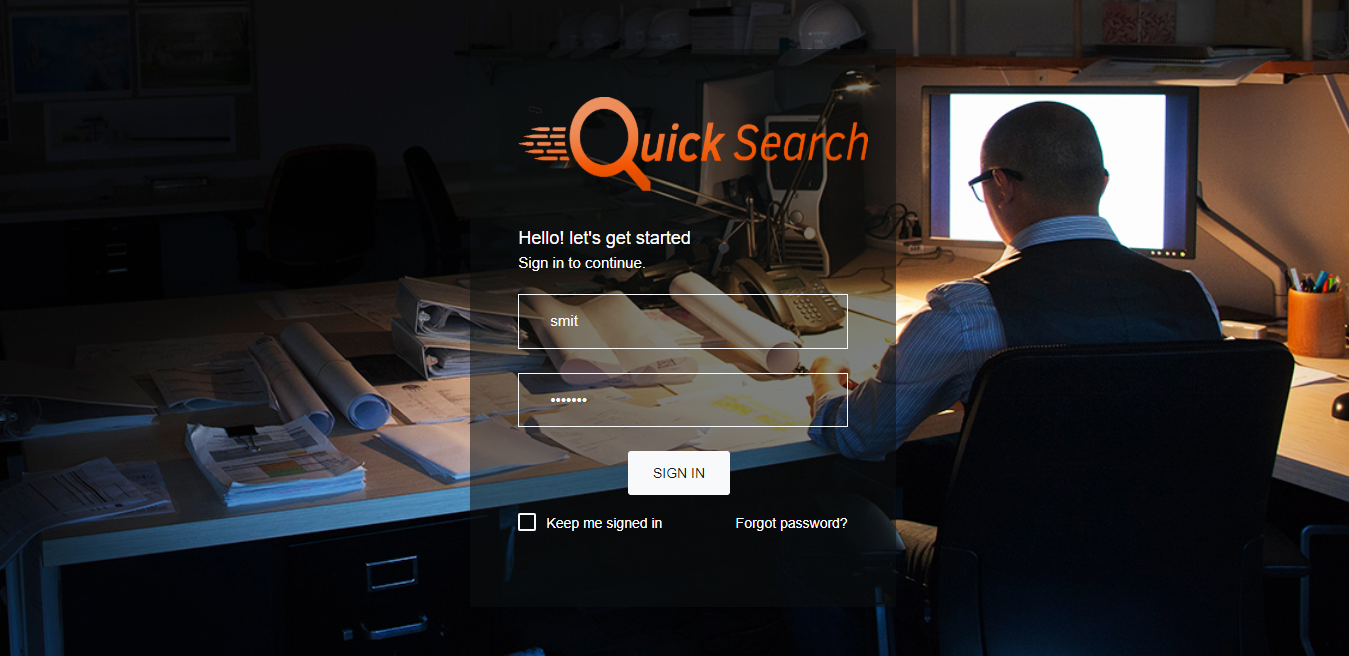 Quick Search
Hello! let's get started
Sign in to continue.
smit
•••••••
SIGN IN
Keep me signed in
Forgot password?